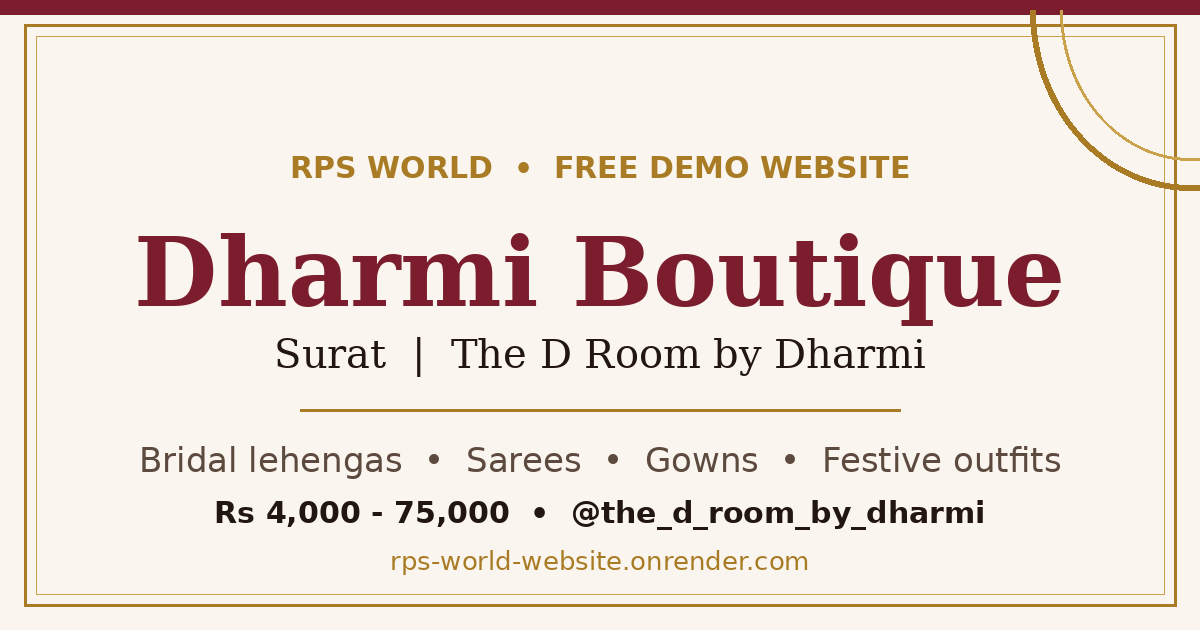 RPS WORLD • FREE DEMO WEBSITE
Dharmi Boutique
Surat | The D Room by Dharmi
Bridal lehengas • Sarees • Gowns • Festive outfits
Rs 4,000 - 75,000 • @the_d_room_by_dharmi
rps-world-website.onrender.com